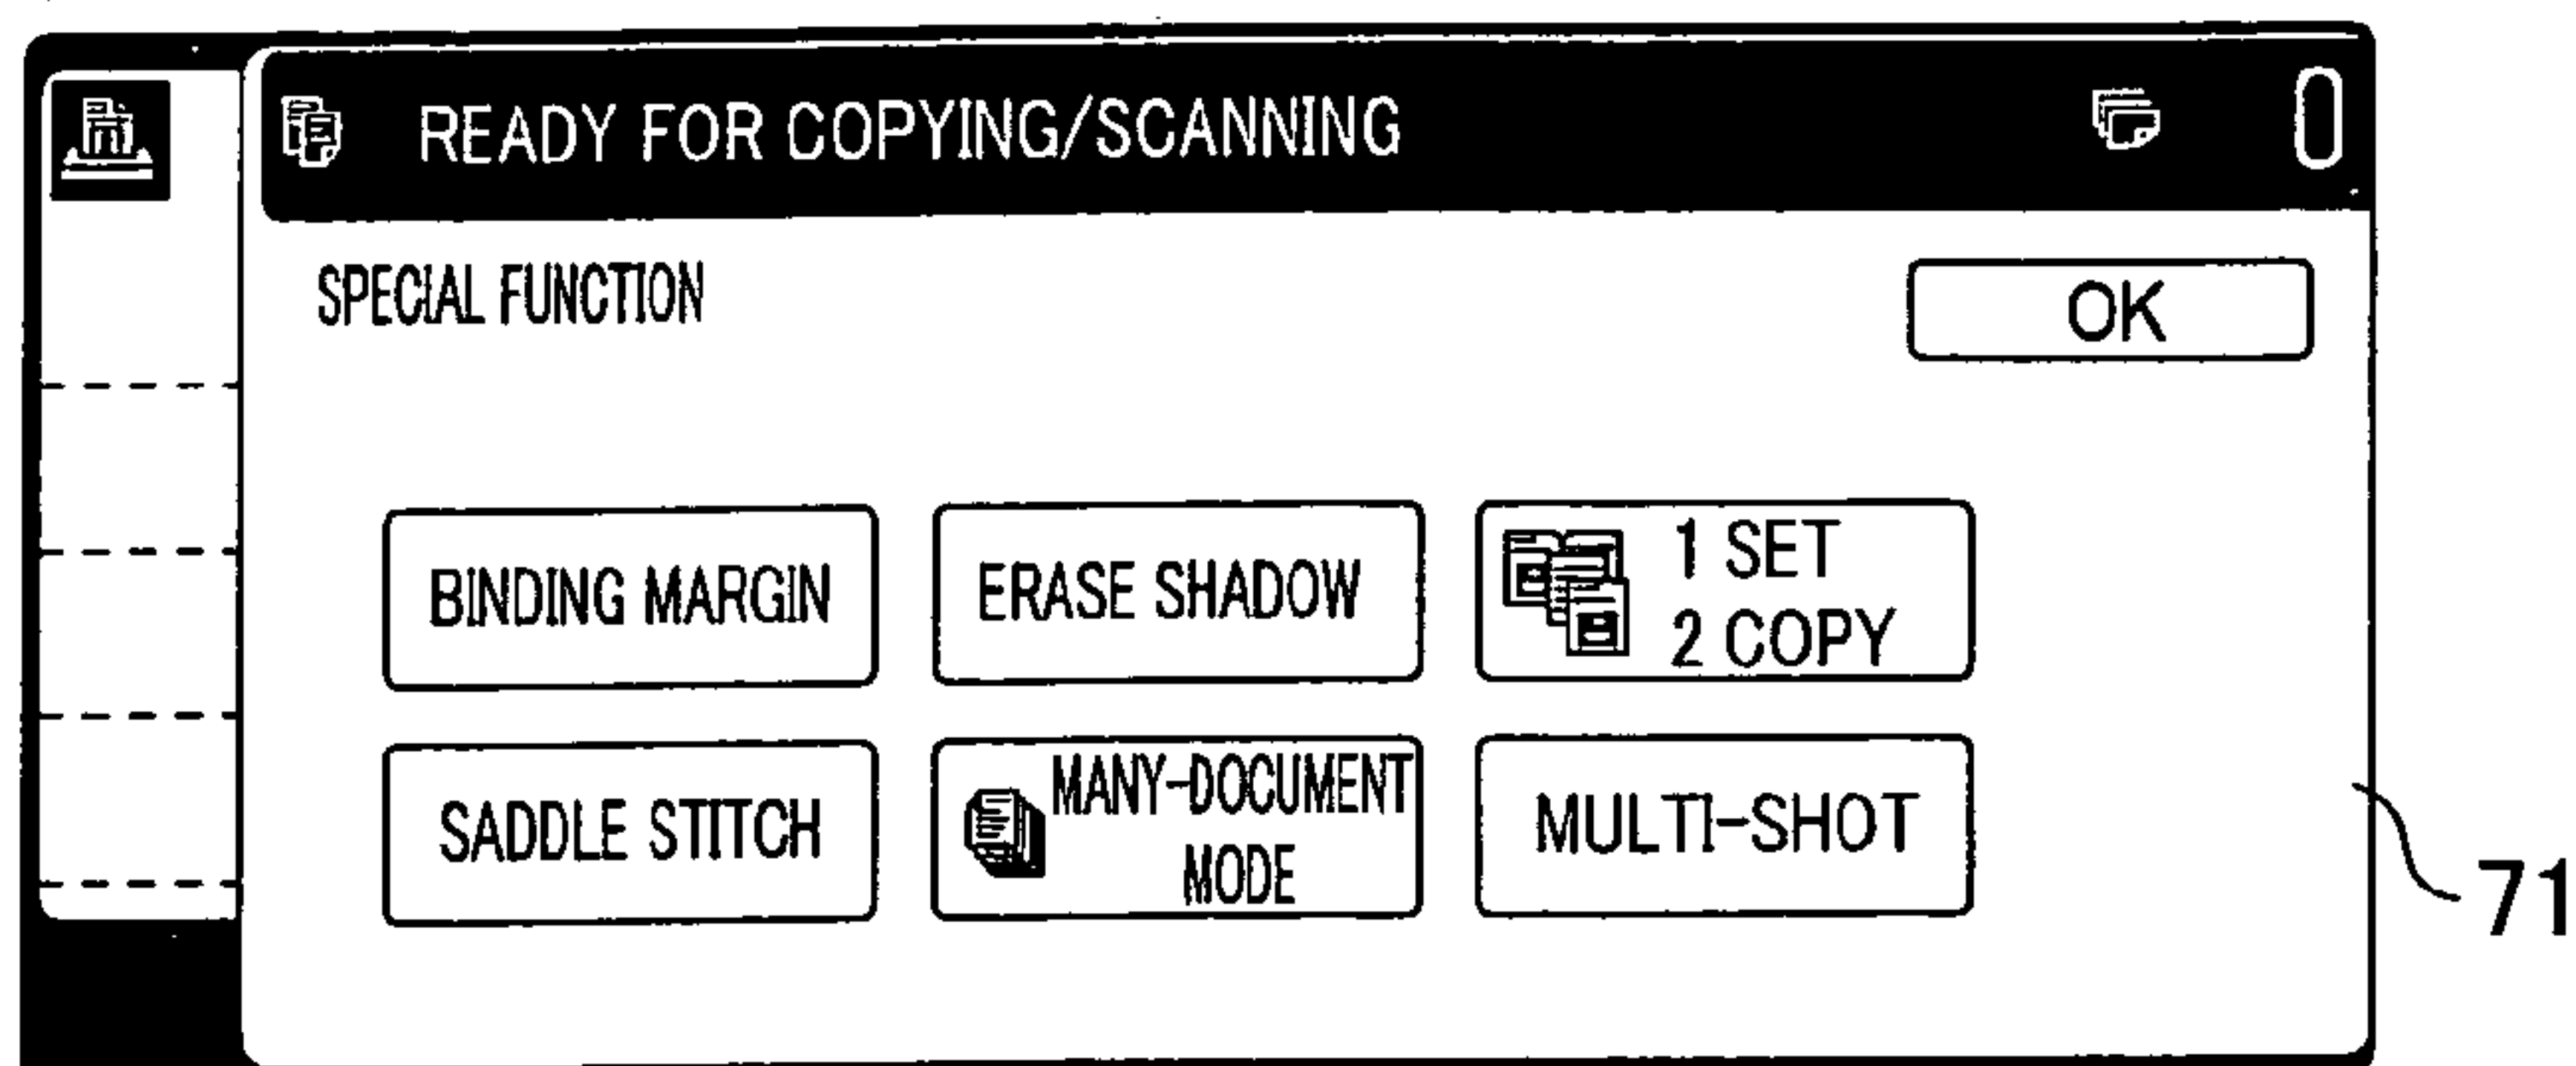 READY FOR COPYING/SCANNING 0
SPECIAL FUNCTION
OK
BINDING MARGIN
ERASE SHADOW
1 SET
2 COPY
SADDLE STITCH
MANY-DOCUMENT
MODE
MULTI-SHOT
71